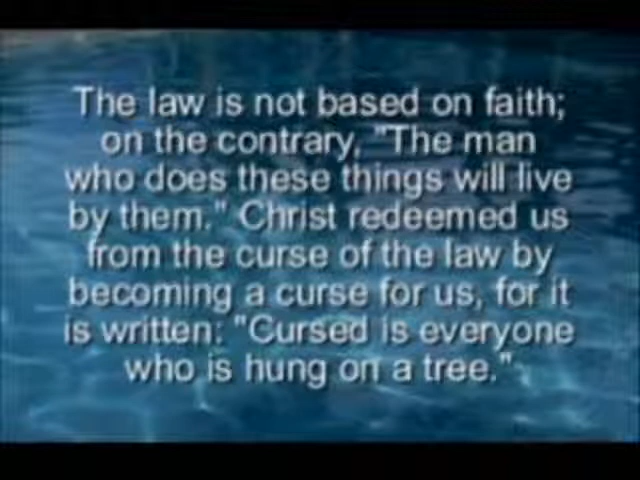 The law is not based on faith;
on the contrary, "The man
who does these things will live
by them." Christ redeemed us
from the curse of the law by
becoming a curse for us, for it
is written: "Cursed is everyone
who is hung on a tree."